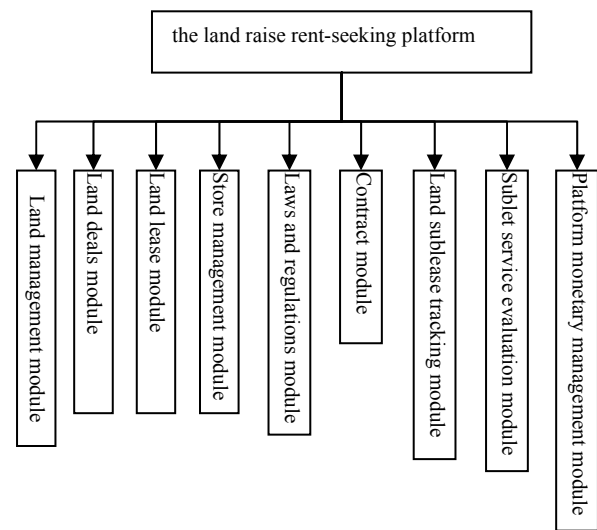 the land raise rent-seeking platform
Land management module
Land deals module
Land lease module
Store management module
Laws and regulations module
Contract module
Land sublease tracking module
Sublet service evaluation module
Platform monetary management module